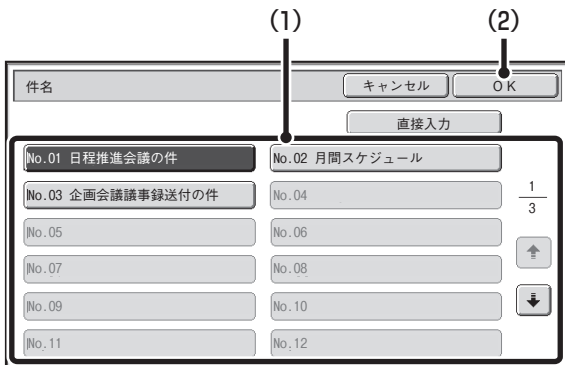 (1) (2)
件名 キャンセル OK
直接入力
No.01 日程推進会議の件 No.02 月間スケジュール
No.03 企画会議議事録送付の件 No.04
1
3
No.05 No.06
No.07 No.08
No.09 No.10
No.11 No.12